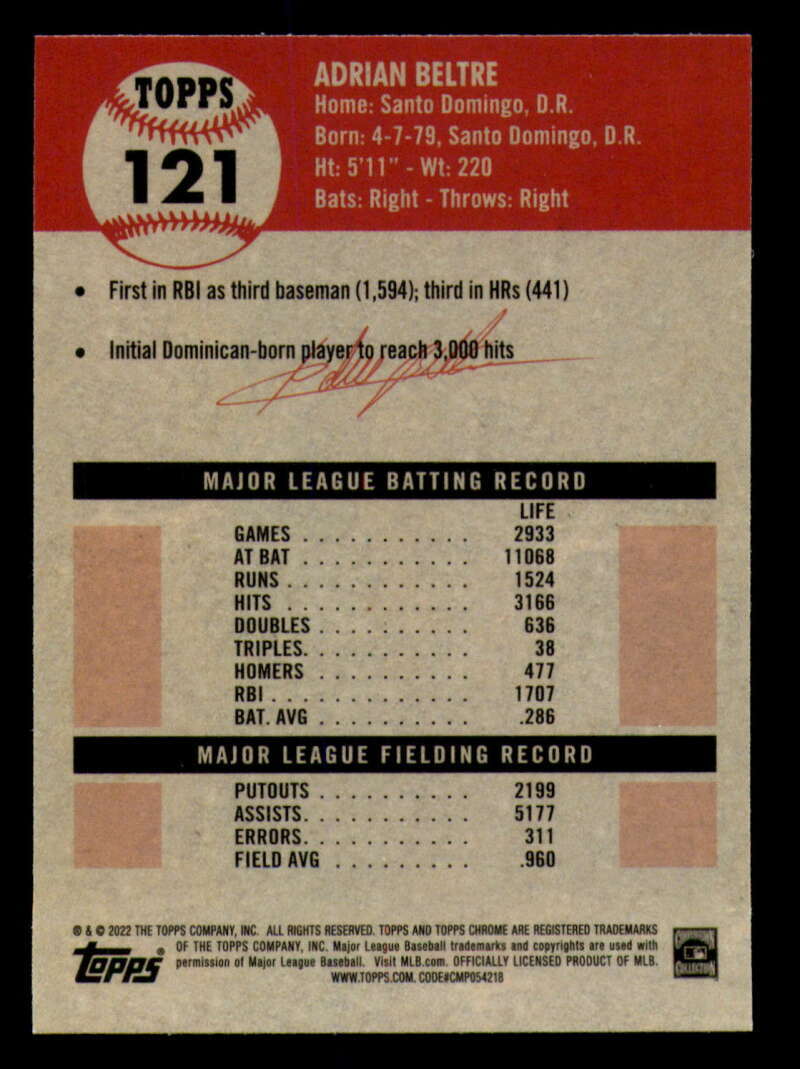 TOPPS
121
ADRIAN BELTRE
Home: Santo Domingo, D.R.
Born: 4-7-79, Santo Domingo, D.R.
Ht: 5'11" - Wt: 220
Bats: Right - Throws: Right
• First in RBI as third baseman (1,594); third in HRs (441)
• Initial Dominican-born player to reach 3,000 hits
MAJOR LEAGUE BATTING RECORD
LIFE
GAMES . . . . . . . . . . . 2933
AT BAT . . . . . . . . . . . 11068
RUNS . . . . . . . . . . . . 1524
HITS . . . . . . . . . . . . 3166
DOUBLES . . . . . . . . . . 636
TRIPLES. . . . . . . . . . . 38
HOMERS . . . . . . . . . . 477
RBI . . . . . . . . . . . . . 1707
BAT. AVG . . . . . . . . . . .286
MAJOR LEAGUE FIELDING RECORD
PUTOUTS . . . . . . . . . . 2199
ASSISTS. . . . . . . . . . . 5177
ERRORS. . . . . . . . . . . 311
FIELD AVG . . . . . . . . . .960
® & © 2022 THE TOPPS COMPANY, INC. ALL RIGHTS RESERVED. TOPPS AND TOPPS CHROME ARE REGISTERED TRADEMARKS
OF THE TOPPS COMPANY, INC. Major League Baseball trademarks and copyrights are used with
permission of Major League Baseball. Visit MLB.com. OFFICIALLY LICENSED PRODUCT OF MLB.
WWW.TOPPS.COM. CODE#CMP054218
Topps®
COLLECTION